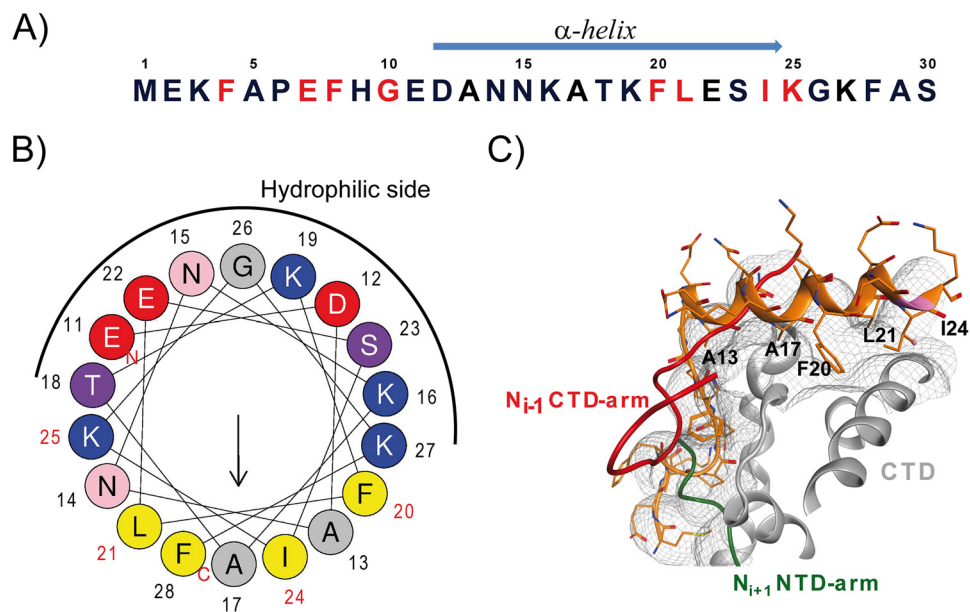 A)
α-helix
1 5 10 15 20 25 30
MEKFAPEFHGEDANNKATKFLESIKGKFAS
B)
Hydrophilic side
26
15 19
G
22 N K 12
E D
11 23
E S
N
18 T K 16
25 K K 27
14 N F 20
21 L A 13
F A I
C
28 17 24
C)
A13
A17
F20
L21
I24
Ni-1 CTD-arm
CTD
Ni+1 NTD-arm